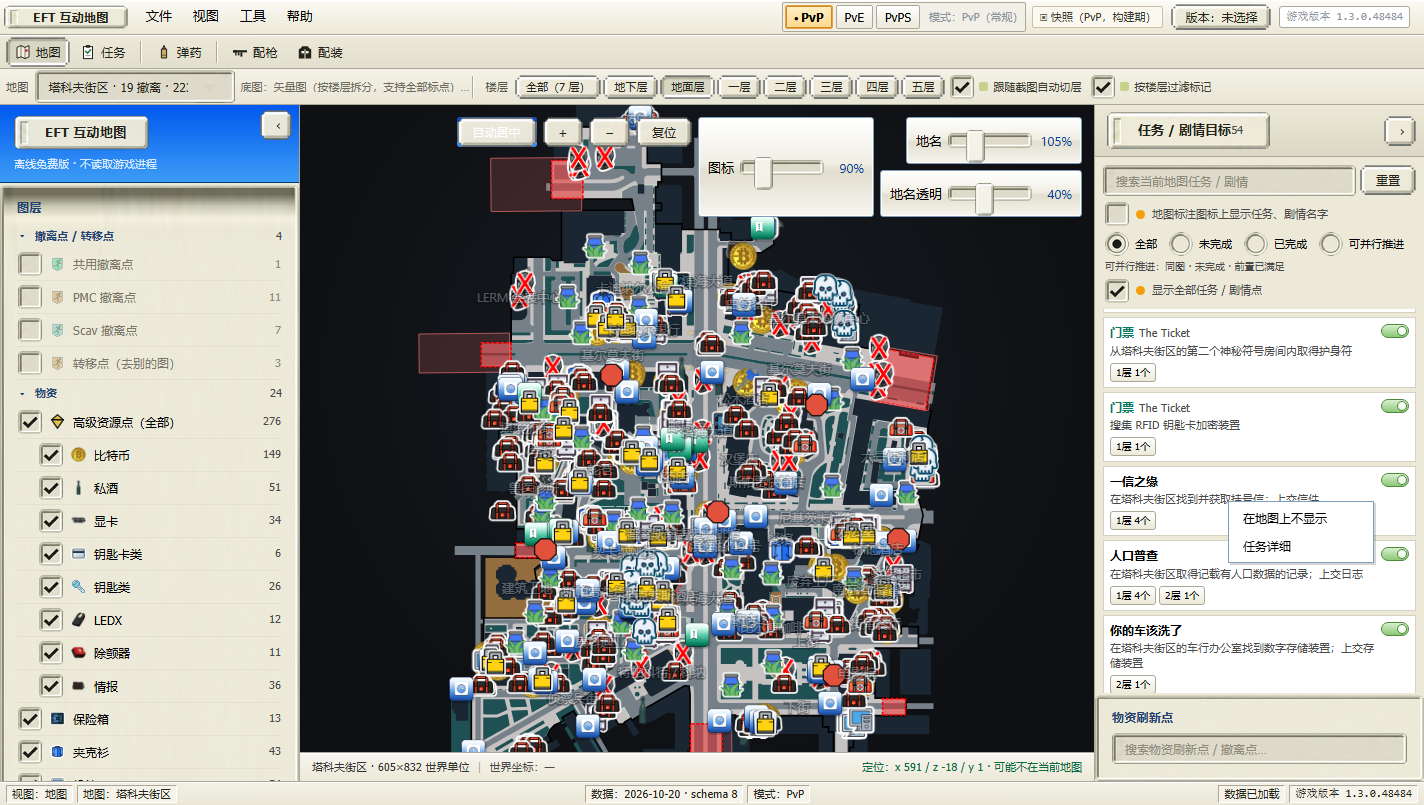 EFT 互动地图 文件 视图 工具 帮助 • PvP PvE PvPS 模式: PvP (常规) 快照 (PvP, 构建期) 版本: 未选择 游戏版本 1.3.0.48484
地图 任务 弹药 配枪 配装
地图 塔科夫街区 · 19 撤离 · 22 底图: 矢量图 (按楼层拆分, 支持全部标点) ... 楼层 全部 (7 层) 地下层 地面层 一层 二层 三层 四层 五层 跟随截图自动切层 按楼层过滤标记
EFT 互动地图 ‹
离线免费版 · 不读取游戏进程
图层
撤离点 / 转移点 4
共用撤离点 1
PMC 撤离点 11
Scav 撤离点 7
转移点 (去别的图) 3
物资 24
高级资源点 (全部) 276
比特币 149
私酒 51
显卡 34
钥匙卡类 6
钥匙类 26
LEDX 12
除颤器 11
情报 36
保险箱 13
夹克衫 43
自动居中 + − 复位
图标 90%
地名 105%
地名透明 40%
基尔莫夫街
基尔莫夫街
塔科夫街区 · 605×832 世界单位 | 世界坐标: —
定位: x 591 / z -18 / y 1 · 可能不在当前地图
任务 / 剧情目标54 ›
搜索当前地图任务 / 剧情 重置
地图标注图标上显示任务、剧情名字
全部 未完成 已完成 可并行推进
可并行推进: 同图 · 未完成 · 前置已满足
显示全部任务 / 剧情点
门票 The Ticket
从塔科夫街区的第二个神秘符号房间内取得护身符
1层 1个
门票 The Ticket
搜集 RFID 钥匙卡加密装置
1层 1个
一信之缘
在塔科夫街区找到并获取挂号信; 上交信件
1层 4个
在地图上不显示
任务详细
人口普查
在塔科夫街区取得记载有人口数据的记录; 上交日志
1层 4个 2层 1个
你的车该洗了
在塔科夫街区的车行办公室找到数字存储装置; 上交存
储装置
2层 1个
物资刷新点
搜索物资刷新点 / 撤离点...
视图: 地图 地图: 塔科夫街区 数据: 2026-10-20 · schema 8 模式: PvP 数据已加载 游戏版本 1.3.0.48484